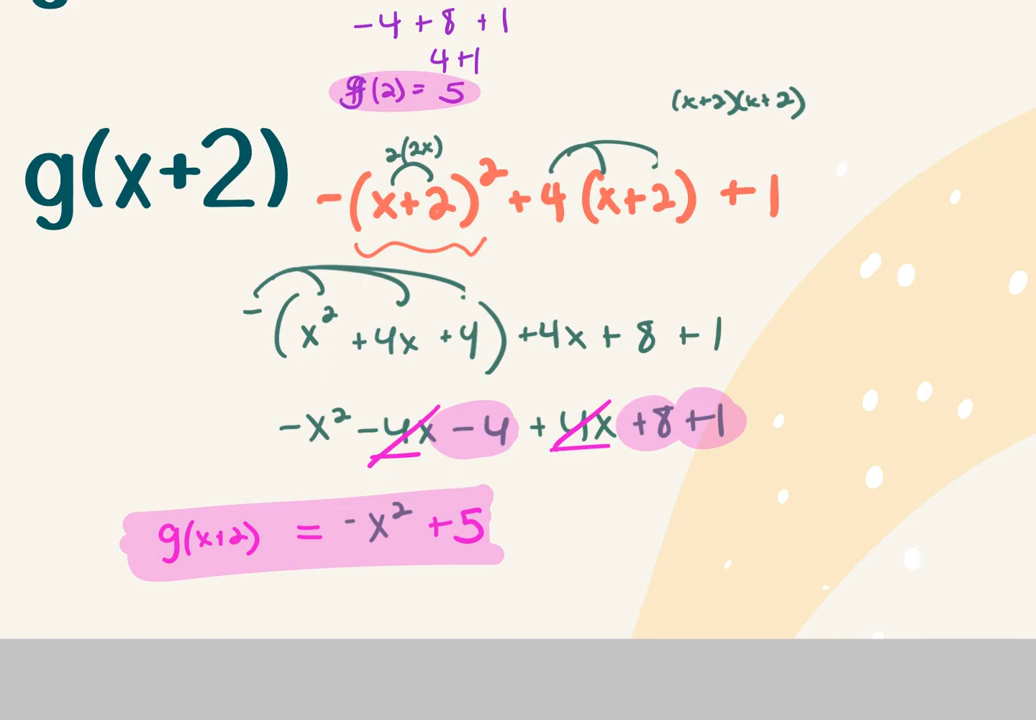 -4 + 8 + 1
4+1
g(2) = 5
(x+2)(x+2)
2(2x)
g(x+2) -(x+2)² + 4(x+2) + 1
-(x² + 4x + 4) + 4x + 8 + 1
-x² - 4x - 4 + 4x + 8 + 1
g(x+2) = -x² + 5